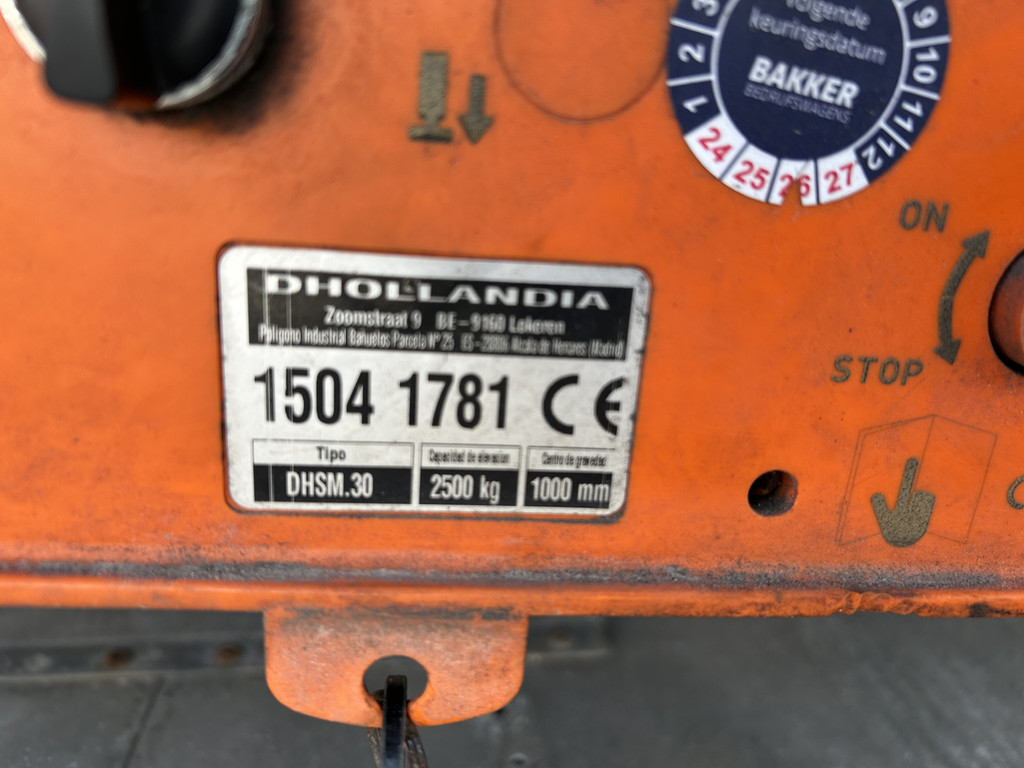 3
2
1
9
10
11
12
volgende
keuringsdatum
BAKKER
BEDRIJFSWAGENS
24 25 26 27
ON
STOP
DHOLLANDIA
Zoomstraat 9 BE-9160 Lokeren
Poligono Industrial Bañuelos Parcela Nº 25 ES-28806 Alcala de Henares (Madrid)
1504 1781 CE
Tipo
Capacidad de elevacion
Centro de gravedad
DHSM.30
2500 kg
1000 mm